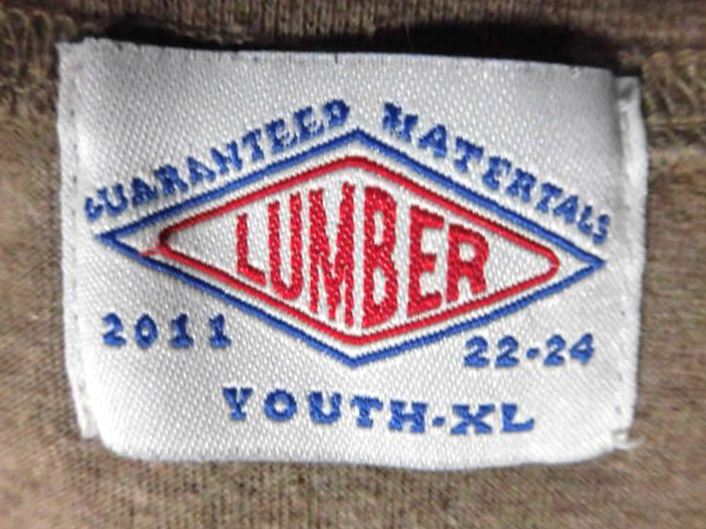 GUARANTEED MATERIALS
LUMBER
2011 22-24
YOUTH-XL